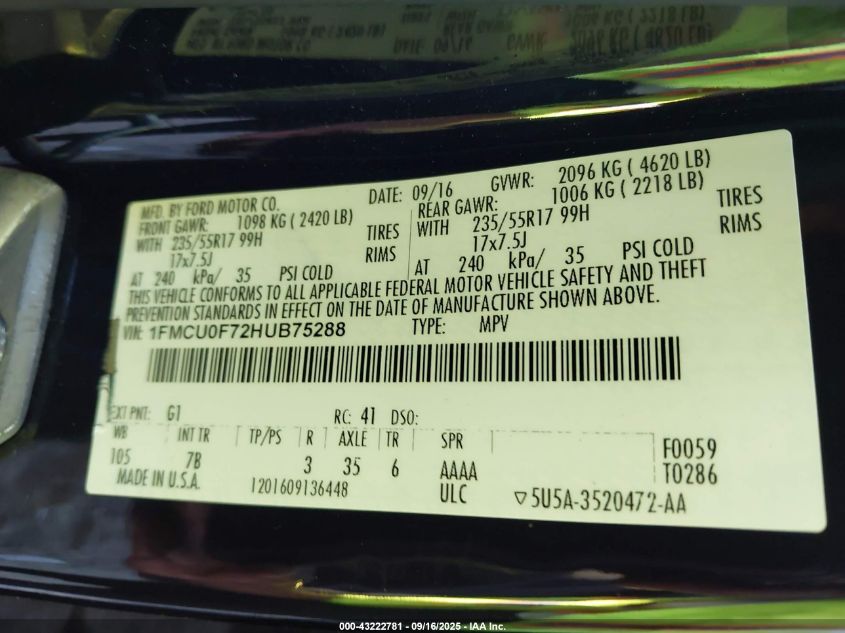 MFD. BY FORD MOTOR CO. DATE: 09/16 GVWR: 2096 KG ( 4620 LB)
FRONT GAWR: 1098 KG ( 2420 LB) REAR GAWR: 1006 KG ( 2218 LB)
WITH 235/55R17 99H TIRES WITH 235/55R17 99H TIRES
17x7.5J RIMS 17x7.5J RIMS
AT 240 kPa/ 35 PSI COLD AT 240 kPa/ 35 PSI COLD
THIS VEHICLE CONFORMS TO ALL APPLICABLE FEDERAL MOTOR VEHICLE SAFETY AND THEFT
PREVENTION STANDARDS IN EFFECT ON THE DATE OF MANUFACTURE SHOWN ABOVE.
VIN: 1FMCU0F72HUB75288 TYPE: MPV
EXT PNT: G1 RC: 41 DSO:
WB INT TR TP/PS R AXLE TR SPR F0059
105 7B 3 35 6 AAAA T0286
MADE IN U.S.A. 1201609136448 ULC ▽5U5A-3520472-AA
000-43222781 - 09/16/2025 - IAA Inc.